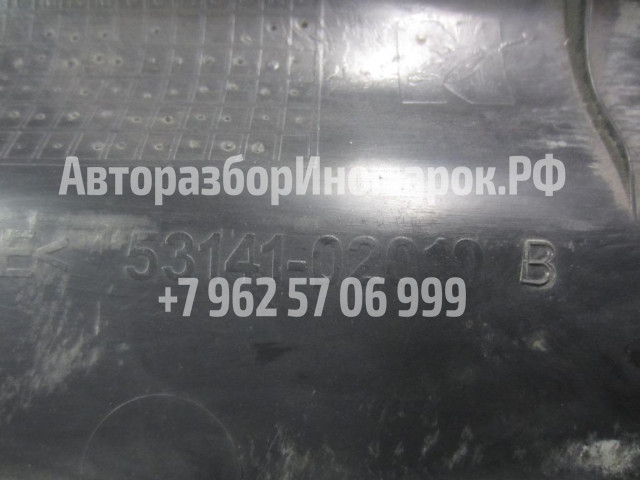 АвторазборИномарок.РФ
E< 53141-02010 B
+7 962 57 06 999